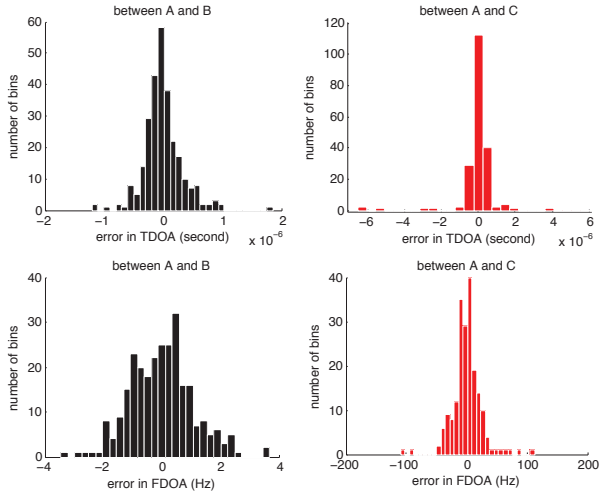 between A and B
60
50
40
30
20
10
0
number of bins
−2 −1 0 1 2
error in TDOA (second)
x 10⁻⁶
between A and C
120
100
80
60
40
20
0
number of bins
−6 −4 −2 0 2 4 6
error in TDOA (second)
x 10⁻⁶
between A and B
40
30
20
10
0
number of bins
−4 −2 0 2 4
error in FDOA (Hz)
between A and C
40
30
20
10
0
number of bins
−200 −100 0 100 200
error in FDOA (Hz)